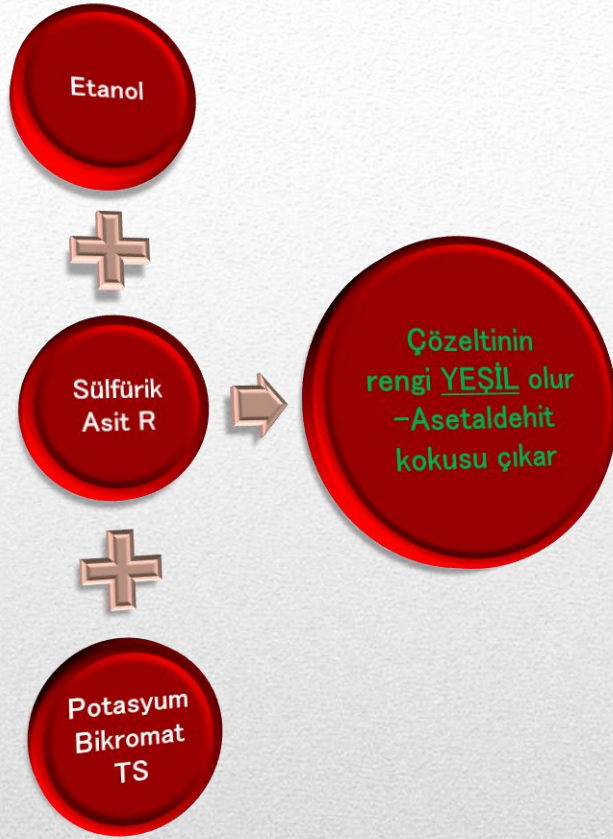 Etanol
Sülfürik
Asit R
Potasyum
Bikromat
TS
Çözeltinin
rengi YEŞİL olur
-Asetaldehit
kokusu çıkar